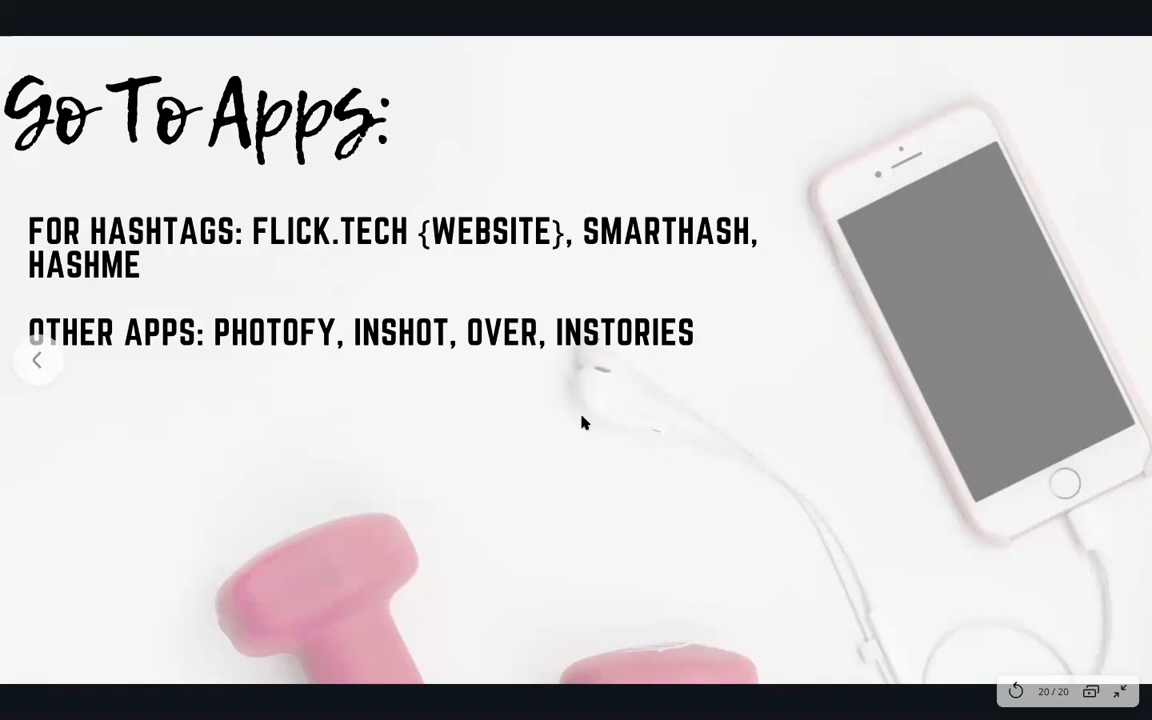 Go To Apps:
FOR HASHTAGS: FLICK.TECH {WEBSITE}, SMARTHASH,
HASHME
OTHER APPS: PHOTOFY, INSHOT, OVER, INSTORIES
20 / 20